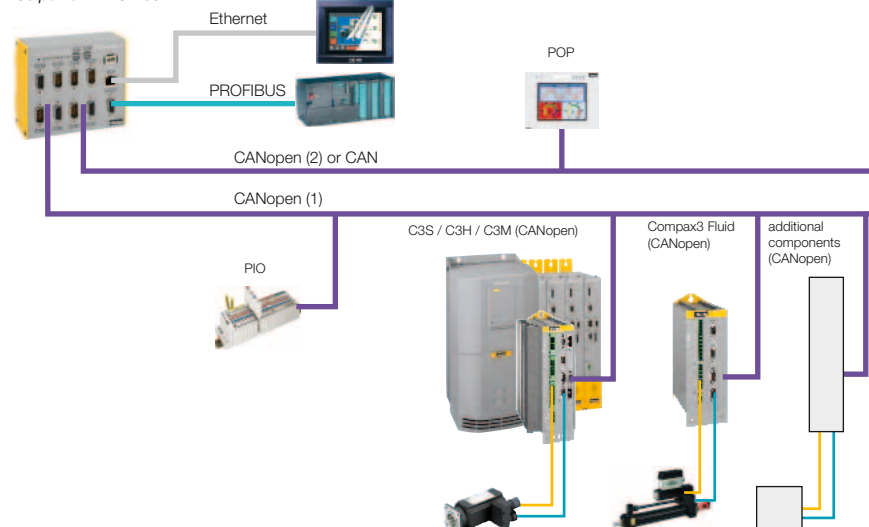 Ethernet
PROFIBUS
POP
CANopen (2) or CAN
CANopen (1)
C3S / C3H / C3M (CANopen)
Compax3 Fluid
(CANopen)
additional
components
(CANopen)
PIO